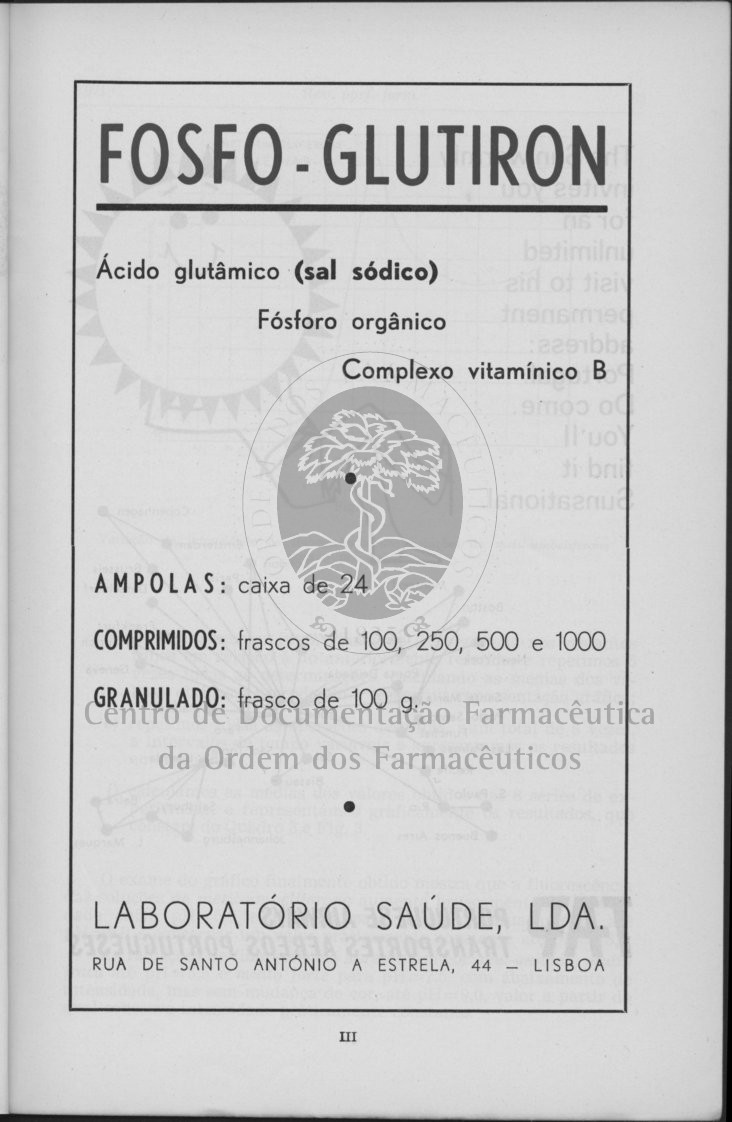 FOSFO - GLUTIRON
Ácido glutâmico (sal sódico)
Fósforo orgânico
Complexo vitamínico B
AMPOLAS: caixa de 24
COMPRIMIDOS: frascos de 100, 250, 500 e 1000
GRANULADO: frasco de 100 g.
Centro de Documentação Farmacêutica
da Ordem dos Farmacêuticos
LABORATÓRIO SAÚDE, LDA.
RUA DE SANTO ANTÓNIO A ESTRELA, 44 — LISBOA
III